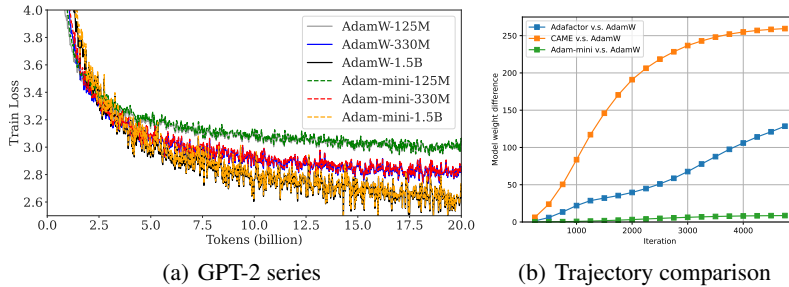 4.0
3.8
3.6
3.4
3.2
3.0
2.8
2.6
Train Loss
AdamW-125M
AdamW-330M
AdamW-1.5B
Adam-mini-125M
Adam-mini-330M
Adam-mini-1.5B
0.0 2.5 5.0 7.5 10.0 12.5 15.0 17.5 20.0
Tokens (billion)
(a) GPT-2 series
250
200
150
100
50
0
Model weight difference
Adafactor v.s. AdamW
CAME v.s. AdamW
Adam-mini v.s. AdamW
1000 2000 3000 4000
Iteration
(b) Trajectory comparison